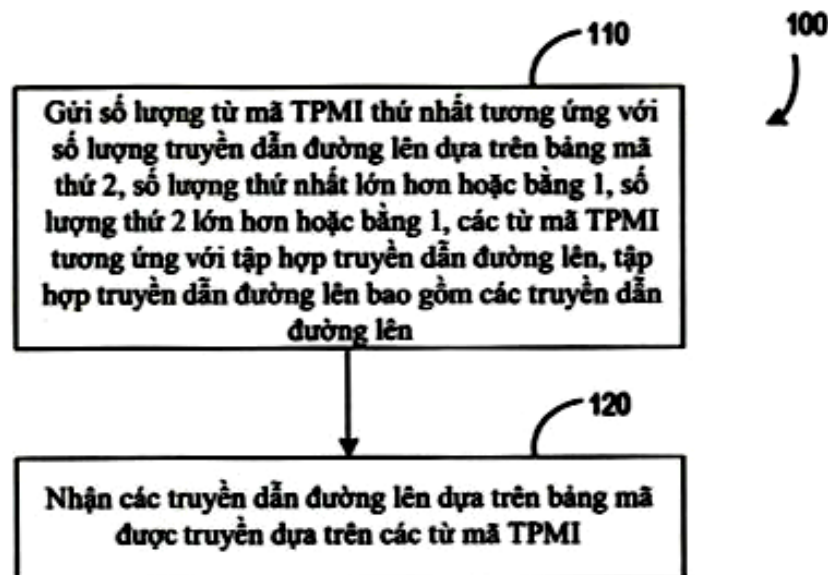 110
100
Gửi số lượng từ mã TPMI thứ nhất tương ứng với
số lượng truyền dẫn đường lên dựa trên bảng mã
thứ 2, số lượng thứ nhất lớn hơn hoặc bằng 1, số
lượng thứ 2 lớn hơn hoặc bằng 1, các từ mã TPMI
tương ứng với tập hợp truyền dẫn đường lên, tập
hợp truyền dẫn đường lên bao gồm các truyền dẫn
đường lên
120
Nhận các truyền dẫn đường lên dựa trên bảng mã
được truyền dựa trên các từ mã TPMI